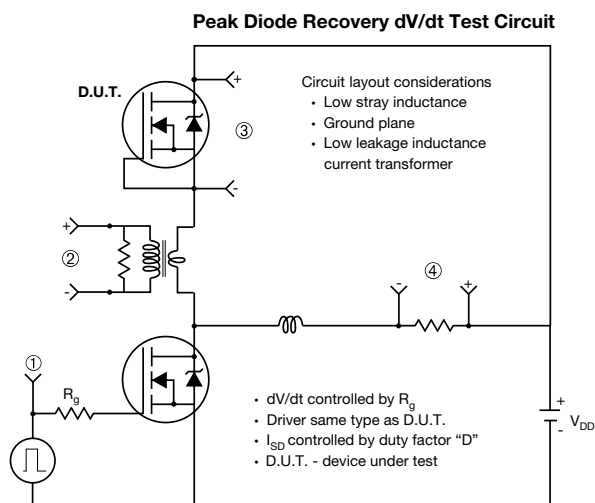 Peak Diode Recovery dV/dt Test Circuit
D.U.T.
+
Circuit layout considerations
• Low stray inductance
• Ground plane
• Low leakage inductance
current transformer
③
-
+
②
-
④
-
+
①
Rg
• dV/dt controlled by Rg
• Driver same type as D.U.T.
• ISD controlled by duty factor “D”
• D.U.T. - device under test
+
-
VDD